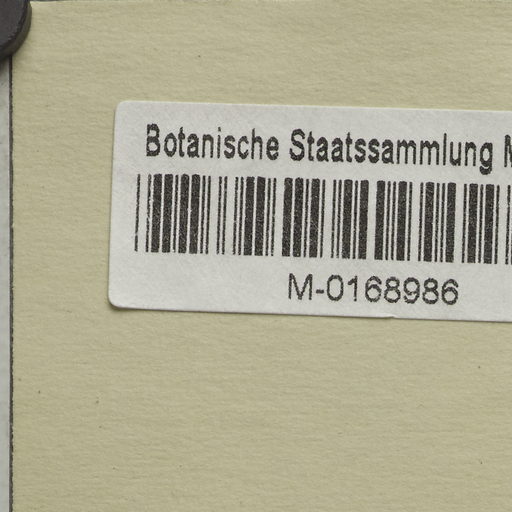 Botanische Staatssammlung
M-0168986